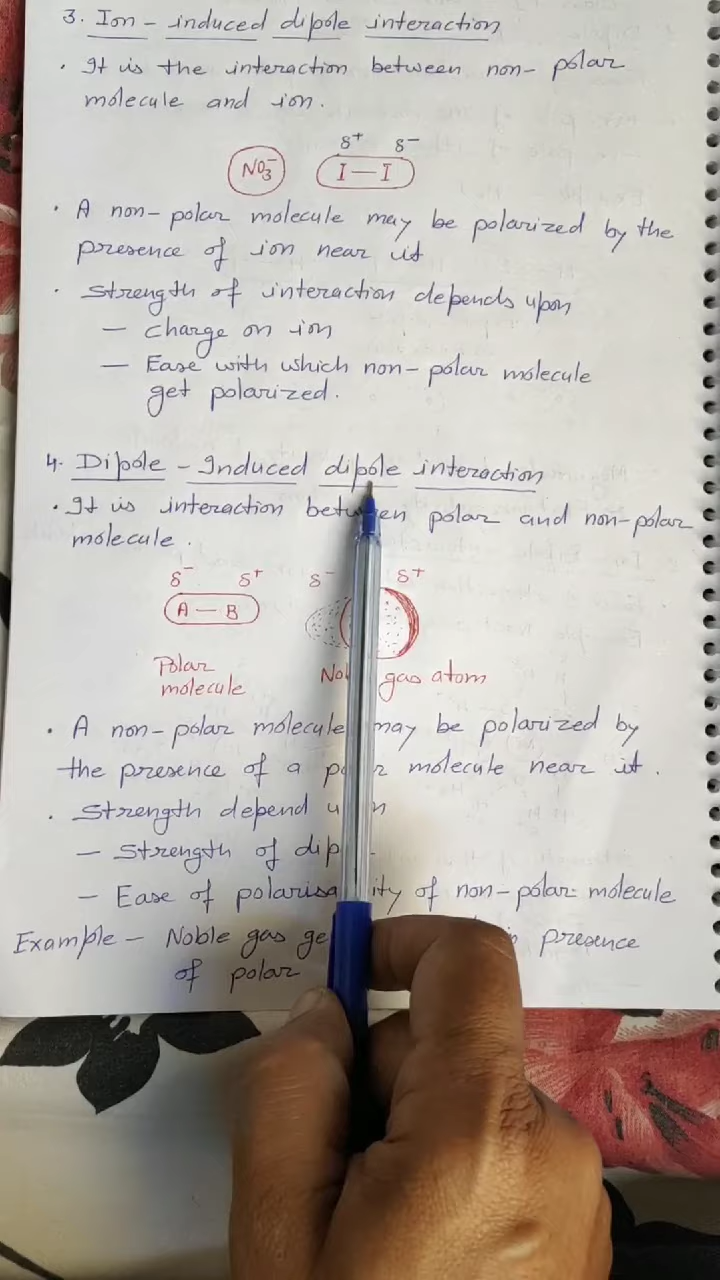 3. Ion - induced dipole interaction
· It is the interaction between non-polar
molecule and ion.
δ+ δ-
NO3- I—I
· A non-polar molecule may be polarized by the
presence of ion near it
· Strength of interaction depends upon
— charge on ion
— Ease with which non-polar molecule
get polarized.
4. Dipole - Induced dipole interaction
· It is interaction between polar and non-polar
molecule.
δ- δ+ δ- δ+
A — B
Polar
molecule
gas atom
· A non-polar molecule may be polarized by
the presence of a molecule near it.
· Strength depend
— Strength of
— Ease of of non-polar molecule
Example — Noble gas presence
of polar